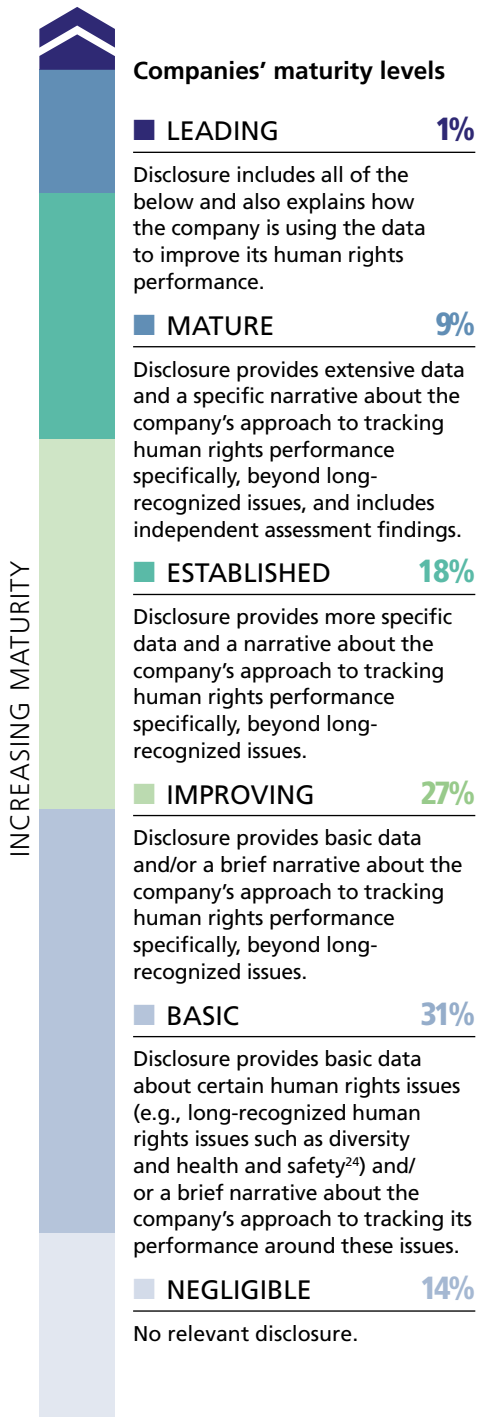 Companies’ maturity levels
LEADING 1%
Disclosure includes all of the
below and also explains how
the company is using the data
to improve its human rights
performance.
MATURE 9%
Disclosure provides extensive data
and a specific narrative about the
company’s approach to tracking
human rights performance
specifically, beyond long-
recognized issues, and includes
independent assessment findings.
ESTABLISHED 18%
Disclosure provides more specific
data and a narrative about the
company’s approach to tracking
human rights performance
specifically, beyond long-
recognized issues.
IMPROVING 27%
Disclosure provides basic data
and/or a brief narrative about the
company’s approach to tracking
human rights performance
specifically, beyond long-
recognized issues.
BASIC 31%
Disclosure provides basic data
about certain human rights issues
(e.g., long-recognized human
rights issues such as diversity
and health and safety24) and/
or a brief narrative about the
company’s approach to tracking its
performance around these issues.
NEGLIGIBLE 14%
No relevant disclosure.
INCREASING MATURITY